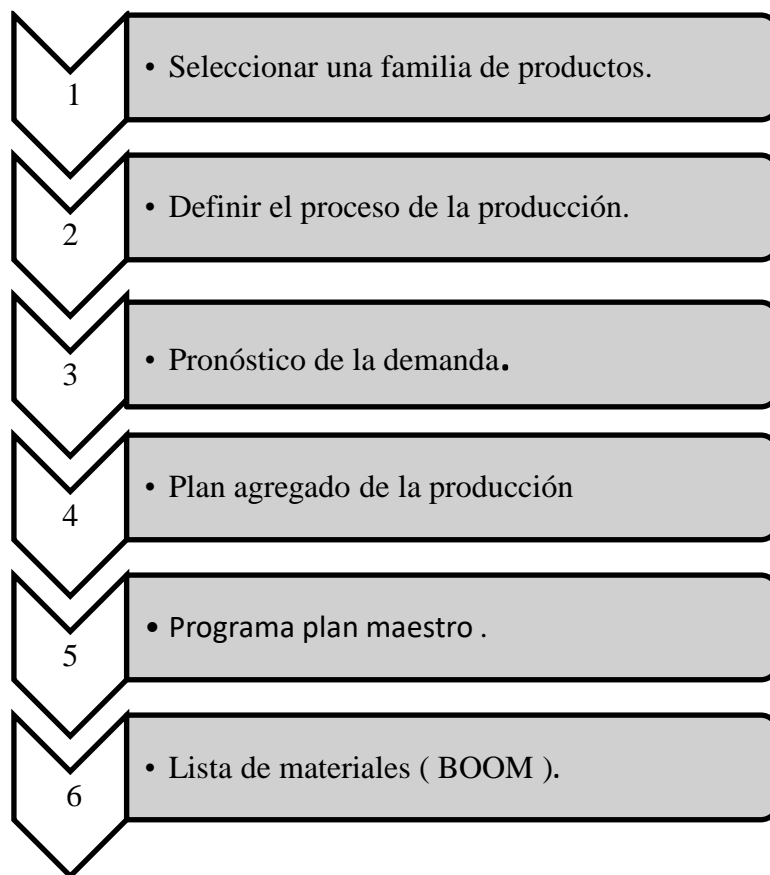 1 • Seleccionar una familia de productos.
2 • Definir el proceso de la producción.
3 • Pronóstico de la demanda.
4 • Plan agregado de la producción
5 • Programa plan maestro .
6 • Lista de materiales ( BOOM ).